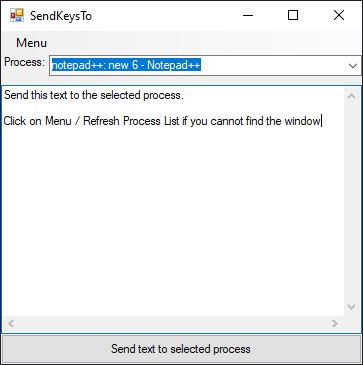 SendKeysTo
Menu
Process: notepad++: new 6 - Notepad++
Send this text to the selected process.
Click on Menu / Refresh Process List if you cannot find the window
Send text to selected process